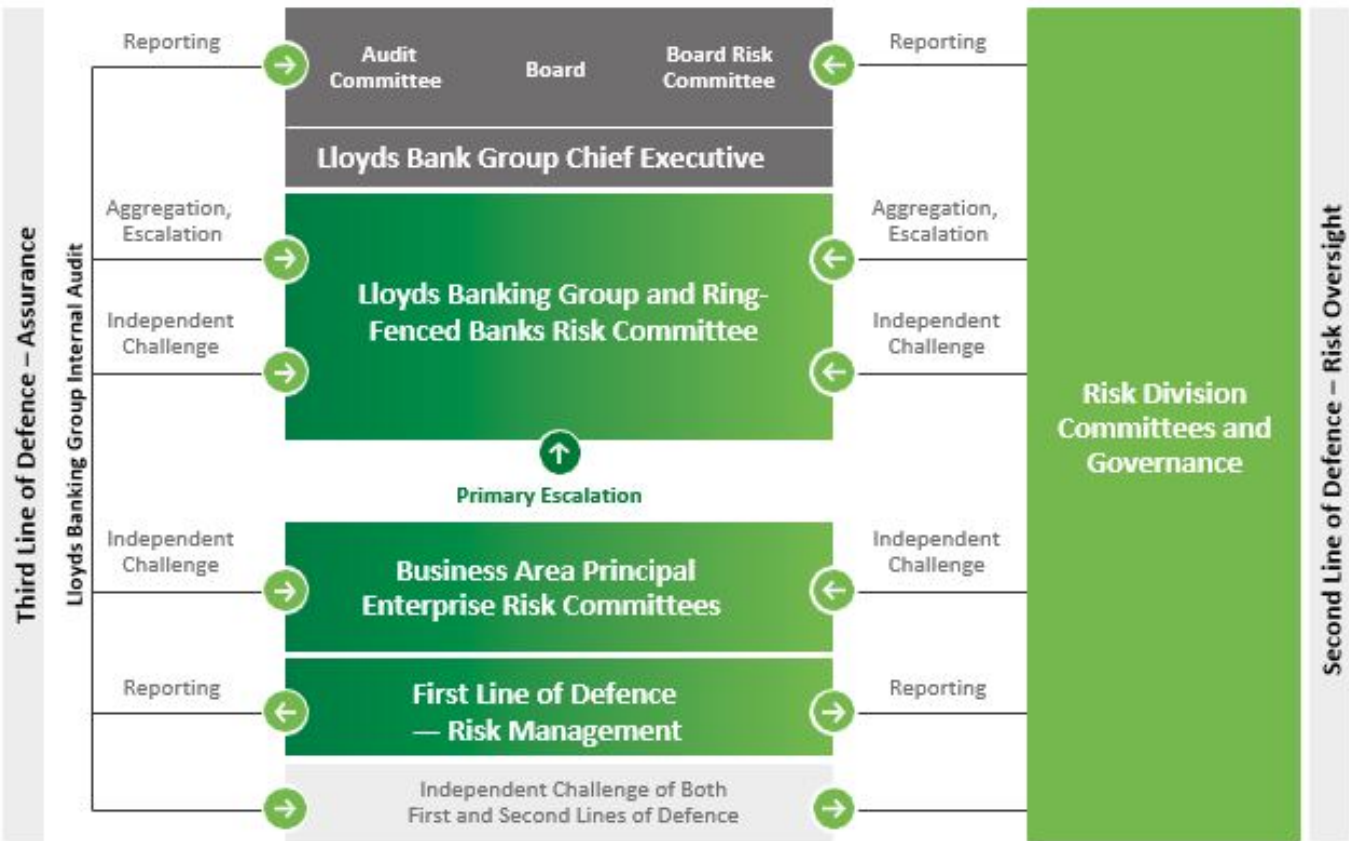 Third Line of Defence – Assurance
Lloyds Banking Group Internal Audit
Reporting
Aggregation,
Escalation
Independent
Challenge
Independent
Challenge
Reporting
Audit
Committee
Board
Board Risk
Committee
Lloyds Bank Group Chief Executive
Lloyds Banking Group and Ring-
Fenced Banks Risk Committee
Primary Escalation
Business Area Principal
Enterprise Risk Committees
First Line of Defence
— Risk Management
Independent Challenge of Both
First and Second Lines of Defence
Reporting
Aggregation,
Escalation
Independent
Challenge
Independent
Challenge
Reporting
Risk Division
Committees and
Governance
Second Line of Defence – Risk Oversight